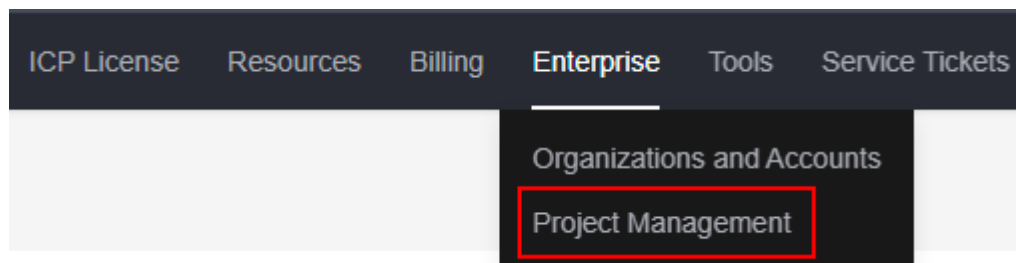 ICP License Resources Billing Enterprise Tools Service Tickets
Organizations and Accounts
Project Management